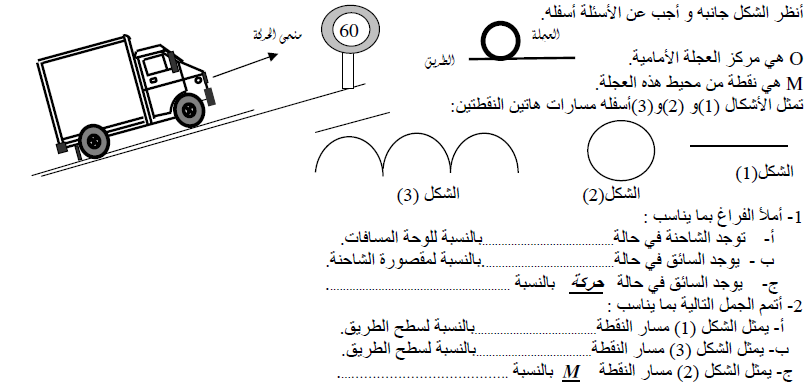 أنظر الشكل جانبه و أجب عن الأسئلة أسفله.
60
منحى الحركة
العجلة
الطريق
O هي مركز العجلة الأمامية.
M هي نقطة من محيط هذه العجلة.
تمثل الأشكال (1)و (2)و(3)أسفله مسارات هاتين النقطتين:
الشكل(1)
الشكل(2)
الشكل (3)
1- أملأ الفراغ بما يناسب :
أ- توجد الشاحنة في حالة................................بالنسبة للوحة المسافات.
ب - يوجد السائق في حالة................................بالنسبة لمقصورة الشاحنة.
ج- يوجد السائق في حالة حركة بالنسبة ................................................
2- أتمم الجمل التالية بما يناسب :
أ- يمثل الشكل (1) مسار النقطة................................بالنسبة لسطح الطريق.
ب- يمثل الشكل (3) مسار النقطة................................بالنسبة لسطح الطريق.
ج- يمثل الشكل (2) مسار النقطة M بالنسبة ................................................